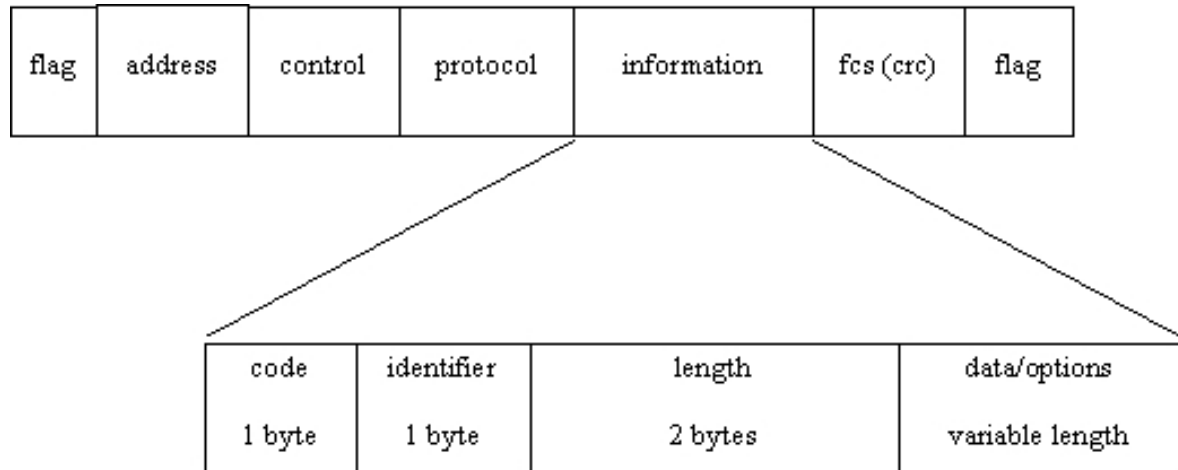 flag address control protocol information fcs (crc) flag
code identifier length data/options
1 byte 1 byte 2 bytes variable length